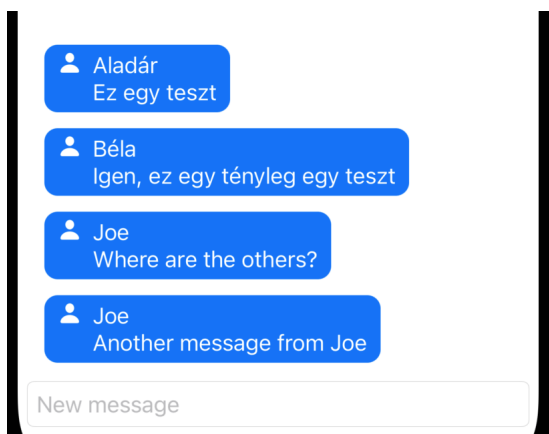 Aladár
Ez egy teszt
Béla
Igen, ez egy tényleg egy teszt
Joe
Where are the others?
Joe
Another message from Joe
New message